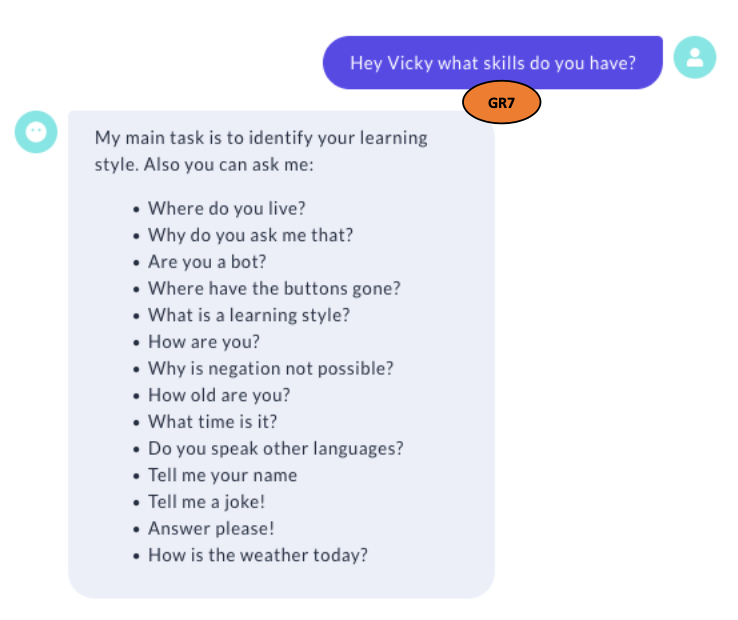 Hey Vicky what skills do you have?
GR7
My main task is to identify your learning
style. Also you can ask me:
• Where do you live?
• Why do you ask me that?
• Are you a bot?
• Where have the buttons gone?
• What is a learning style?
• How are you?
• Why is negation not possible?
• How old are you?
• What time is it?
• Do you speak other languages?
• Tell me your name
• Tell me a joke!
• Answer please!
• How is the weather today?